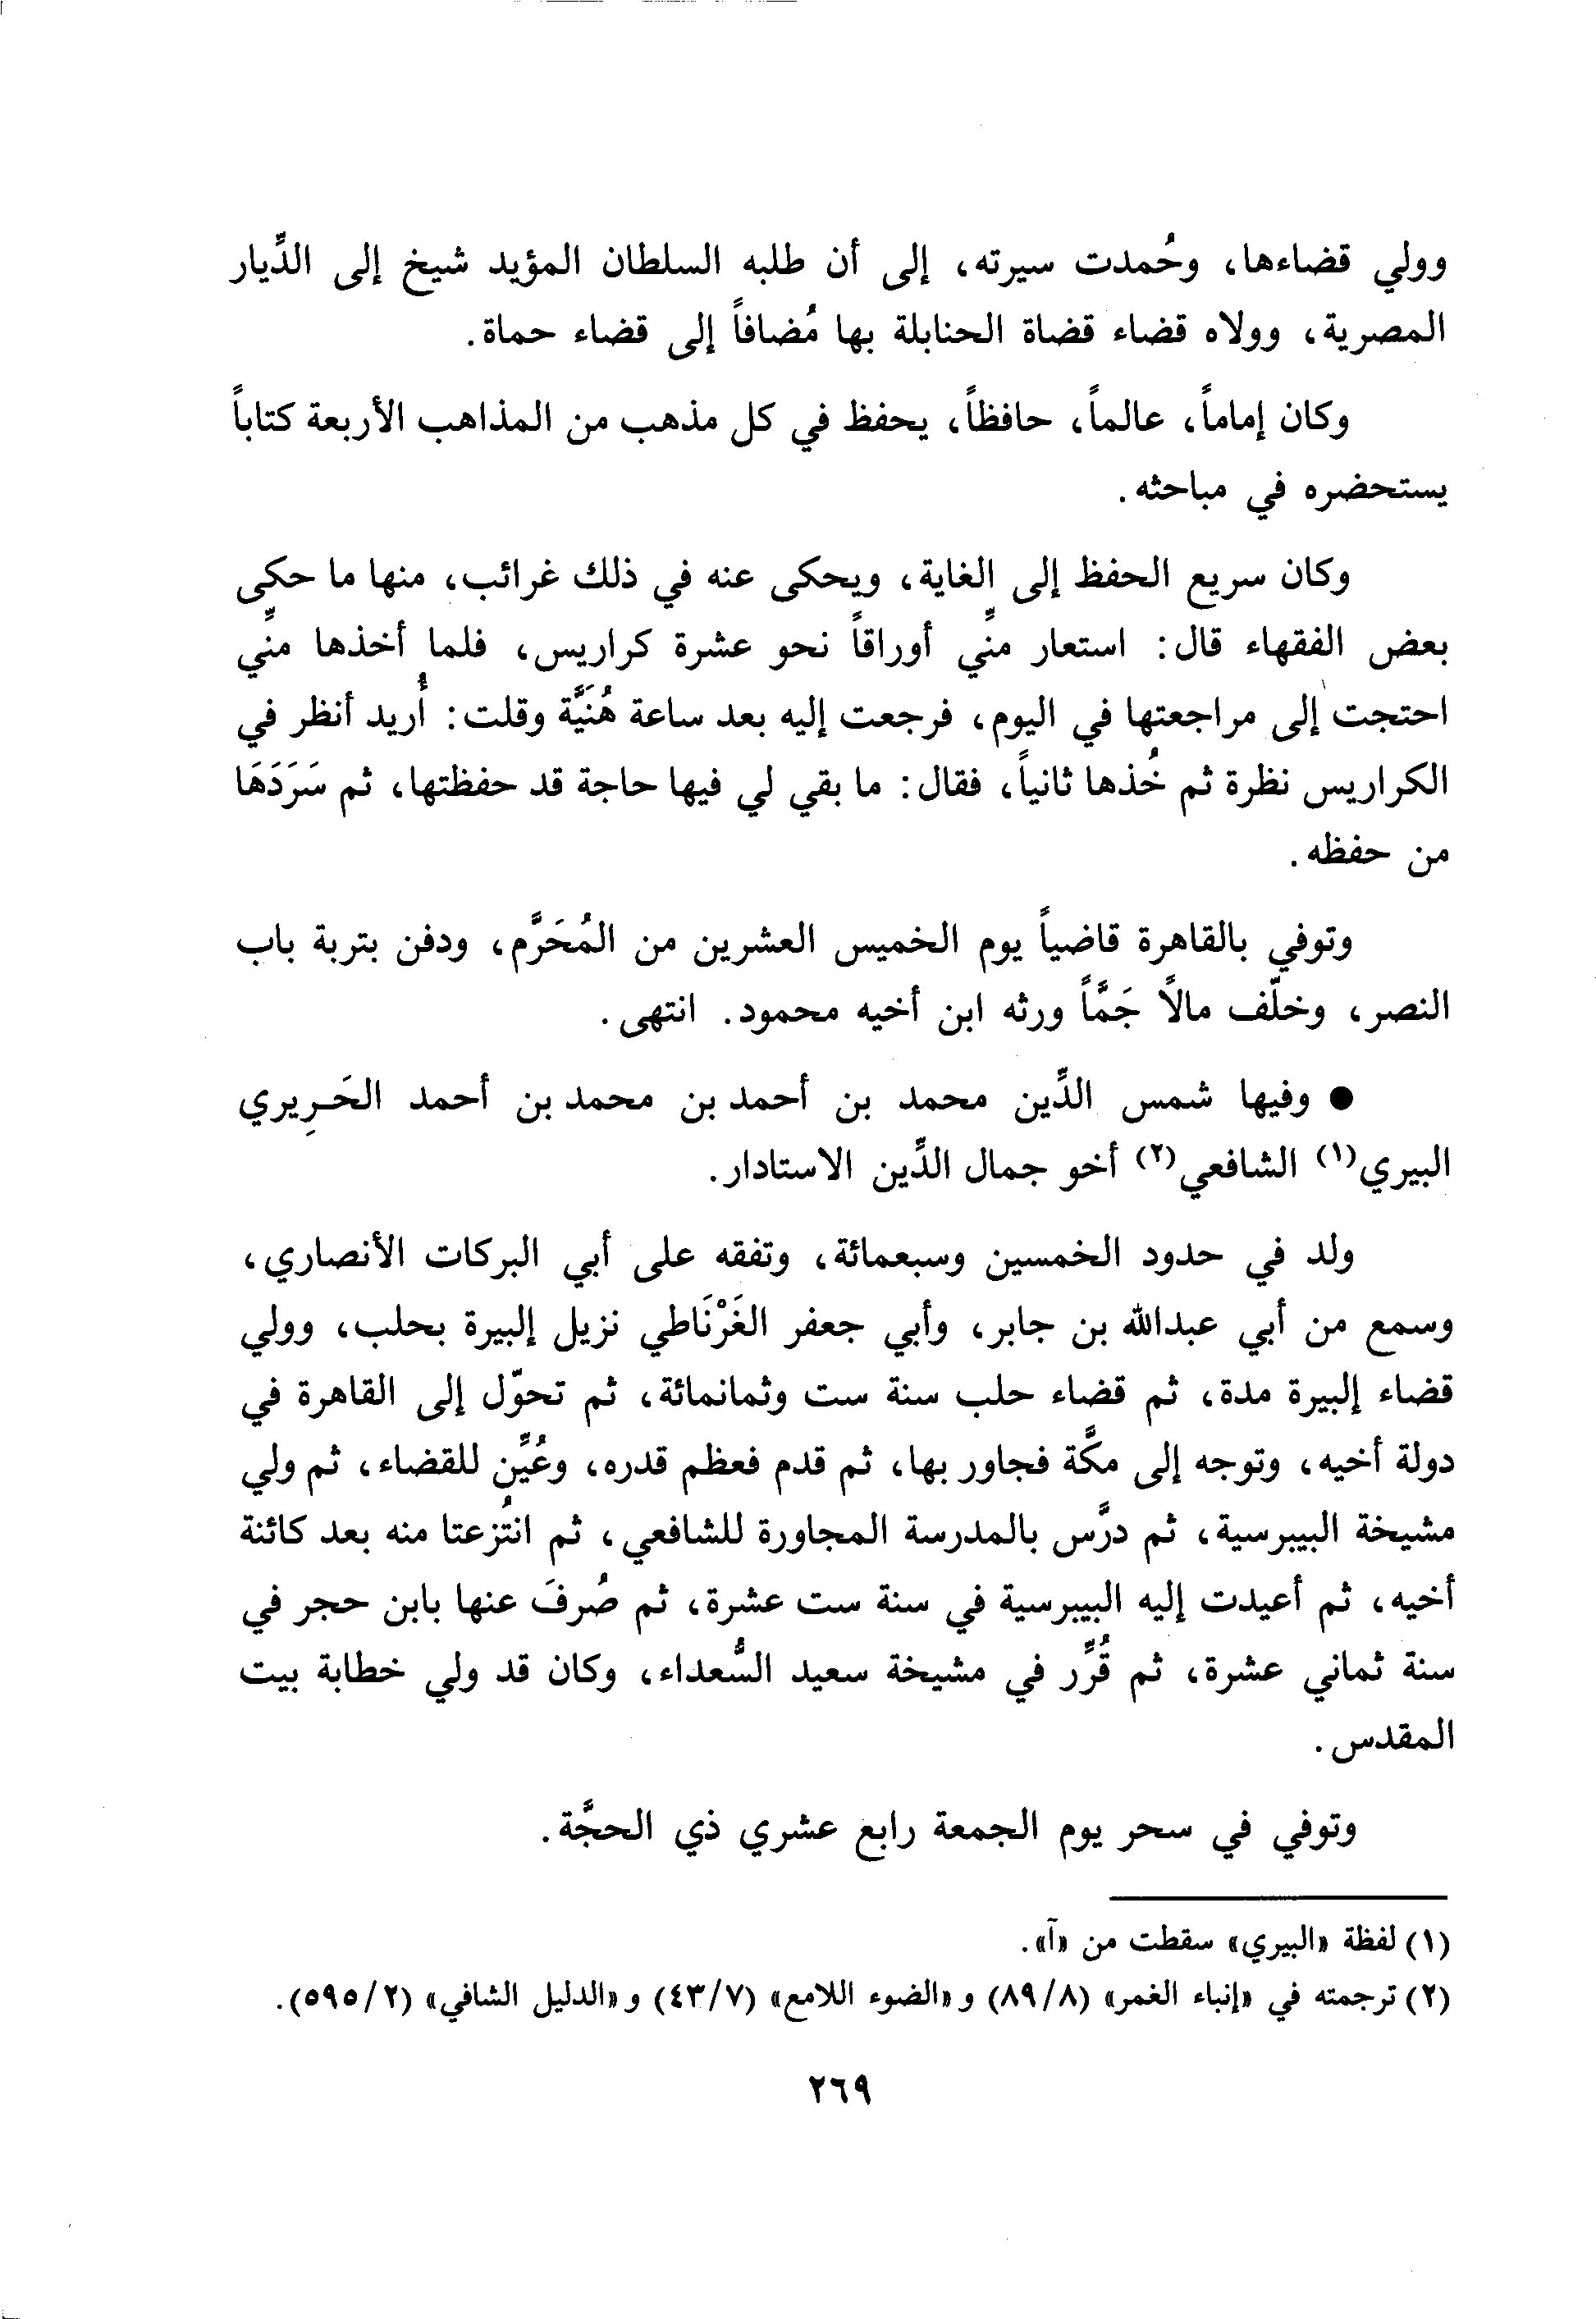 وولي قضاءها، وحُمدت سيرته، إلى أن طلبه السلطان المؤيد شيخ إلى الدِّيار
المصرية، وولاه قضاء قضاة الحنابلة بها مُضافاً إلى قضاء حماة.
وكان إماماً، عالماً، حافظاً، يحفظ في كل مذهب من المذاهب الأربعة كتاباً
يستحضره في مباحثه.
وكان سريع الحفظ إلى الغاية، ويحكى عنه في ذلك غرائب، منها ما حكى
بعض الفقهاء قال: استعار منِّي أوراقاً نحو عشرة كراريس، فلما أخذها منِّي
احتجت إلى مراجعتها في اليوم، فرجعت إليه بعد ساعة هُنَيَّة وقلت: أُريد أنظر في
الكراريس نظرة ثم خُذها ثانياً، فقال: ما بقي لي فيها حاجة قد حفظتها، ثم سَرَدَهَا
من حفظه.
وتوفي بالقاهرة قاضياً يوم الخميس العشرين من المُحَرَّم، ودفن بتربة باب
النصر، وخلّف مالاً جَمَّاً ورثه ابن أخيه محمود. انتهى.
● وفيها شمس الدِّين محمد بن أحمد بن محمد بن أحمد الحَـرِيري
البيري(١) الشافعي(٢) أخو جمال الدِّين الاستادار.
ولد في حدود الخمسين وسبعمائة، وتفقه على أبي البركات الأنصاري،
وسمع من أبي عبدالله بن جابر، وأبي جعفر الغَرْنَاطي نزيل إلبيرة بحلب، وولي
قضاء إلبيرة مدة، ثم قضاء حلب سنة ست وثمانمائة، ثم تحوّل إلى القاهرة في
دولة أخيه، وتوجه إلى مكَّة فجاور بها، ثم قدم فعظم قدره، وعُيِّن للقضاء، ثم ولي
مشيخة البيبرسية، ثم درَّس بالمدرسة المجاورة للشافعي، ثم انتُزعتا منه بعد كائنة
أخيه، ثم أعيدت إليه البيبرسية في سنة ست عشرة، ثم صُرفَ عنها بابن حجر في
سنة ثماني عشرة، ثم قُرِّر في مشيخة سعيد السُّعداء، وكان قد ولي خطابة بيت
المقدس.
وتوفي في سحر يوم الجمعة رابع عشري ذي الحجَّة.
(١) لفظة «البيري» سقطت من «آ».
(٢) ترجمته في «إنباء الغمر» (٨/ ٨٩) و «الضوء اللامع» (٧/ ٤٣) و «الدليل الشافي» (٢/ ٥٩٥).
٢٦٩